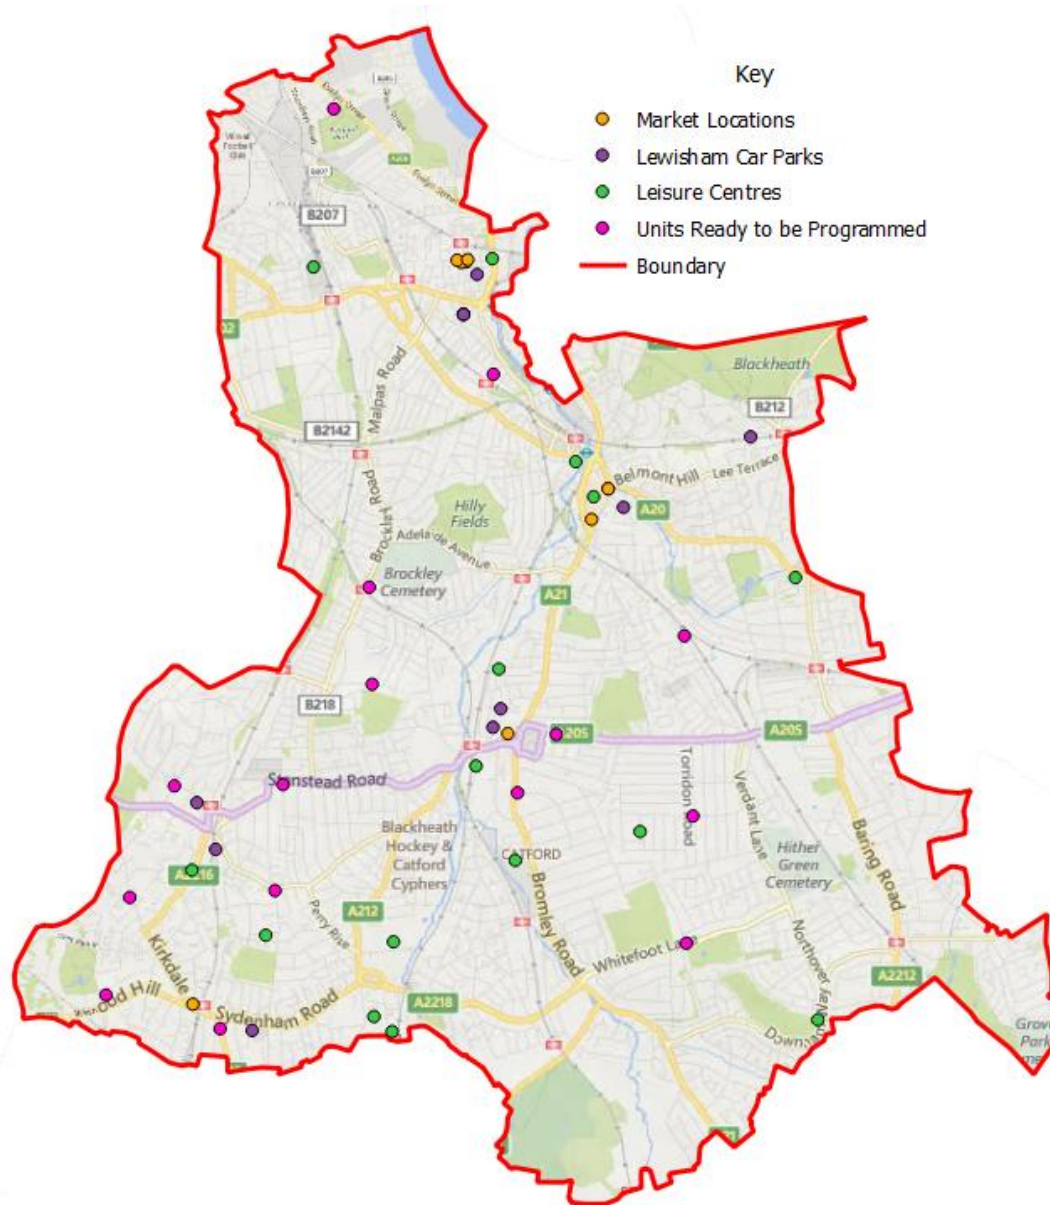 Key
Market Locations
Lewisham Car Parks
Leisure Centres
Units Ready to be Programmed
Boundary
Evelyn Street
B207
Malpas Road
Blackheath
B212
B2142
Lee Terrace
Belmont Hill
Brockley Road
Hilly
Fields
A20
Adelaide Avenue
Brockley
Cemetery
A21
B218
A205
A205
Stanstead Road
Torridon Road
Verdant Lane
Blackheath
Hockey &
Catford
Cyphers
CATFORD
Hither
Green
Cemetery
Baring Road
Perry Rise
A212
Bromley Road
Kirkdale
Whitefoot Lane
Northover
A2212
Sydenham Road
A2218